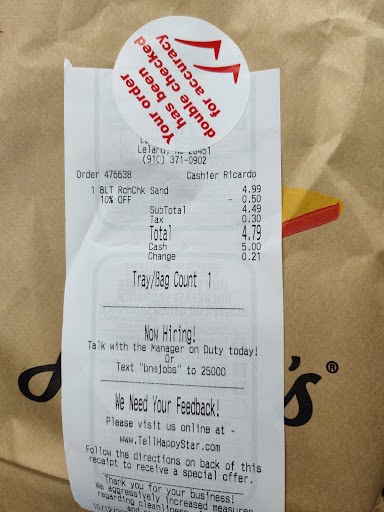 Your order
has been
double checked
for accuracy
Leland, NC 28451
(910) 371-0902
Order 476638 Cashier Ricardo
1 BLT RchChk Sand 4.99
10% OFF - 0.50
SubTotal 4.49
Tax 0.30
Total 4.79
Cash 5.00
Change 0.21
Tray/Bag Count 1
Now Hiring!
Talk with the Manager on Duty today!
Or
Text "bnejobs" to 25000
We Need Your Feedback!
Please visit us online at -
www.TellHappyStar.com
Follow the directions on back of this
receipt to receive a special offer.
Thank you for your business!
We aggressively increased measures
regarding
's®